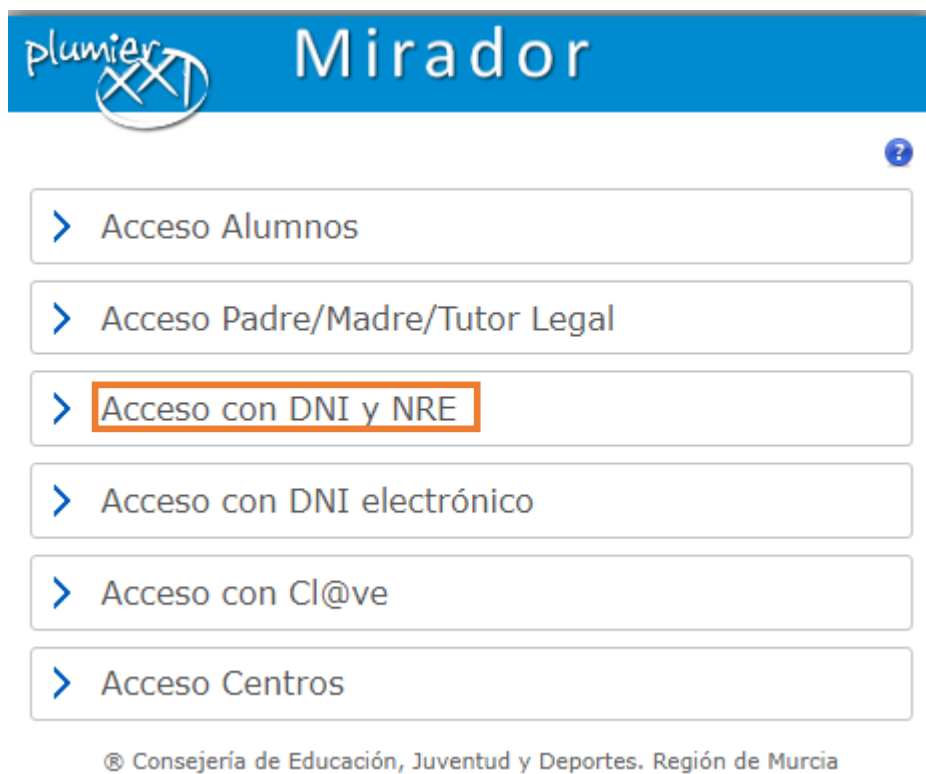 plumier XXI
Mirador
?
Acceso Alumnos
Acceso Padre/Madre/Tutor Legal
Acceso con DNI y NRE
Acceso con DNI electrónico
Acceso con Cl@ve
Acceso Centros
® Consejería de Educación, Juventud y Deportes. Región de Murcia